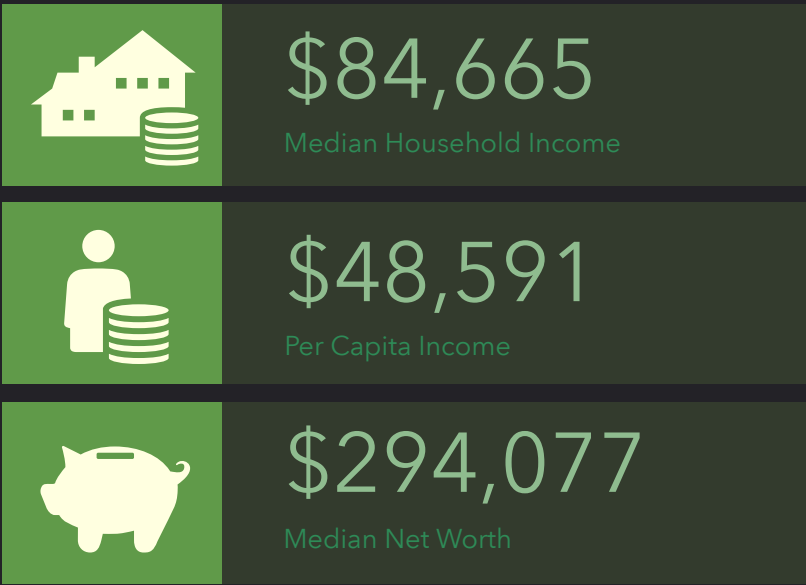 $84,665
Median Household Income
$48,591
Per Capita Income
$294,077
Median Net Worth